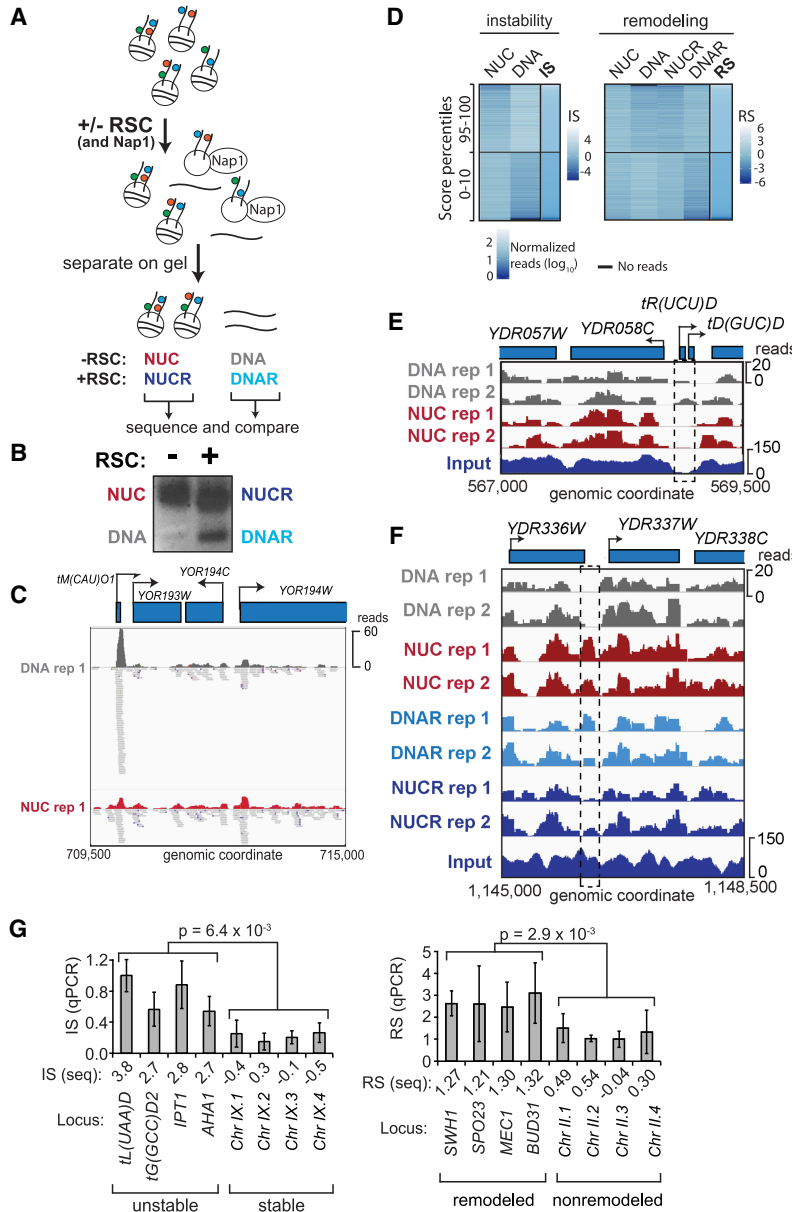 A
+/- RSC
(and Nap1)
Nap1
Nap1
separate on gel
-RSC: NUC DNA
+RSC: NUCR DNAR
sequence and compare
B
RSC: - +
NUC NUCR
DNA DNAR
C
tM(CAU)O1
YOR193W
YOR194C
YOR194W
reads
60
0
DNA rep 1
NUC rep 1
709,500 genomic coordinate 715,000
D
instability remodeling
NUC DNA IS NUC DNA NUCR DNAR RS
Score percentiles
95-100
0-10
IS
4
0
-4
RS
6
3
0
-3
-6
2
1
0
Normalized
reads (log10)
No reads
E
tR(UCU)D
YDR057W YDR058C tD(GUC)D
reads
DNA rep 1
20
0
DNA rep 2
NUC rep 1
NUC rep 2
Input
150
0
567,000 genomic coordinate 569,500
F
YDR336W YDR337W YDR338C
reads
DNA rep 1
20
0
DNA rep 2
NUC rep 1
NUC rep 2
DNAR rep 1
DNAR rep 2
NUCR rep 1
NUCR rep 2
Input
150
0
1,145,000 genomic coordinate 1,148,500
G
p = 6.4 x 10-3
IS (qPCR)
1.2
0.8
0.4
0.0
IS (seq): 3.8 2.7 2.8 2.7 -0.4 0.3 -0.1 -0.5
Locus: tL(UAA)D tG(GCC)D2 IPT1 AHA1 Chr IX.1 Chr IX.2 Chr IX.3 Chr IX.4
unstable stable
p = 2.9 x 10-3
RS (qPCR)
5
4
3
2
1
0
RS (seq): 1.27 1.21 1.30 1.32 0.49 0.54 -0.04 0.30
Locus: SWH1 SPO23 MEC1 BUD31 Chr II.1 Chr II.2 Chr II.3 Chr II.4
remodeled nonremodeled